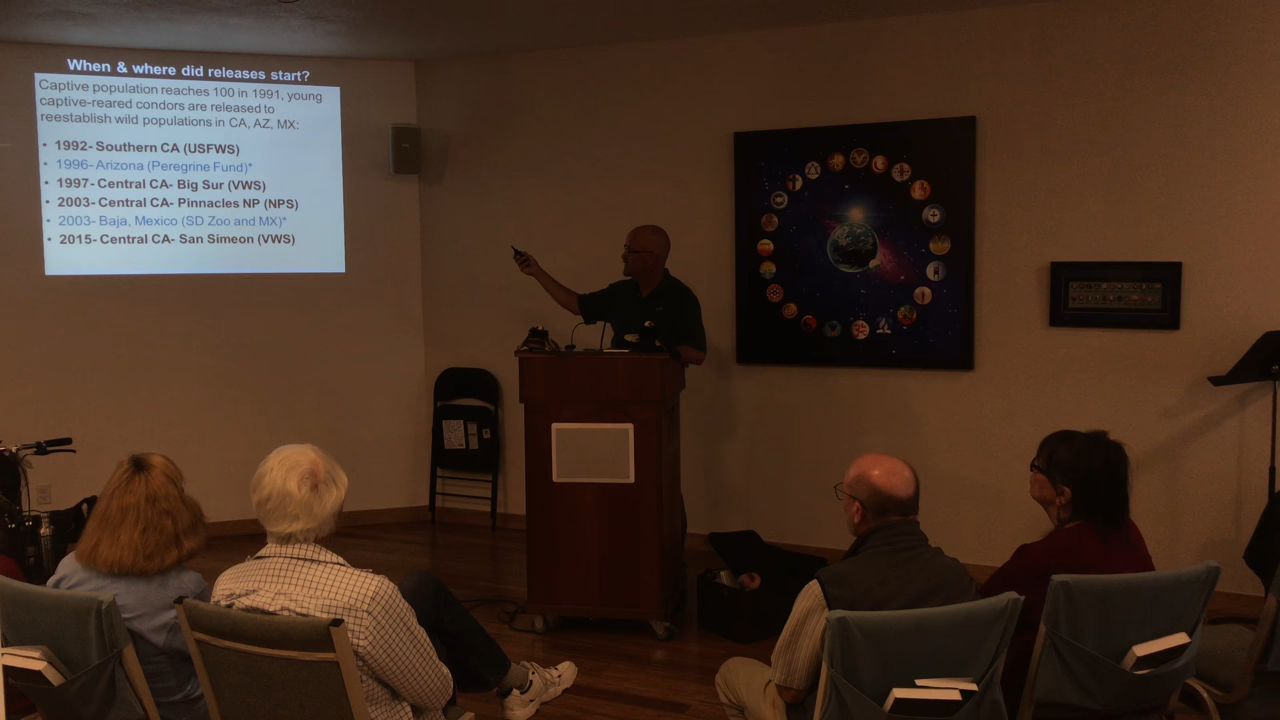 When & where did releases start?
Captive population reaches 100 in 1991, young
captive-reared condors are released to
reestablish wild populations in CA, AZ, MX:
• 1992- Southern CA (USFWS)
• 1996- Arizona (Peregrine Fund)*
• 1997- Central CA- Big Sur (VWS)
• 2003- Central CA- Pinnacles NP (NPS)
• 2003- Baja, Mexico (SD Zoo and MX)*
• 2015- Central CA- San Simeon (VWS)